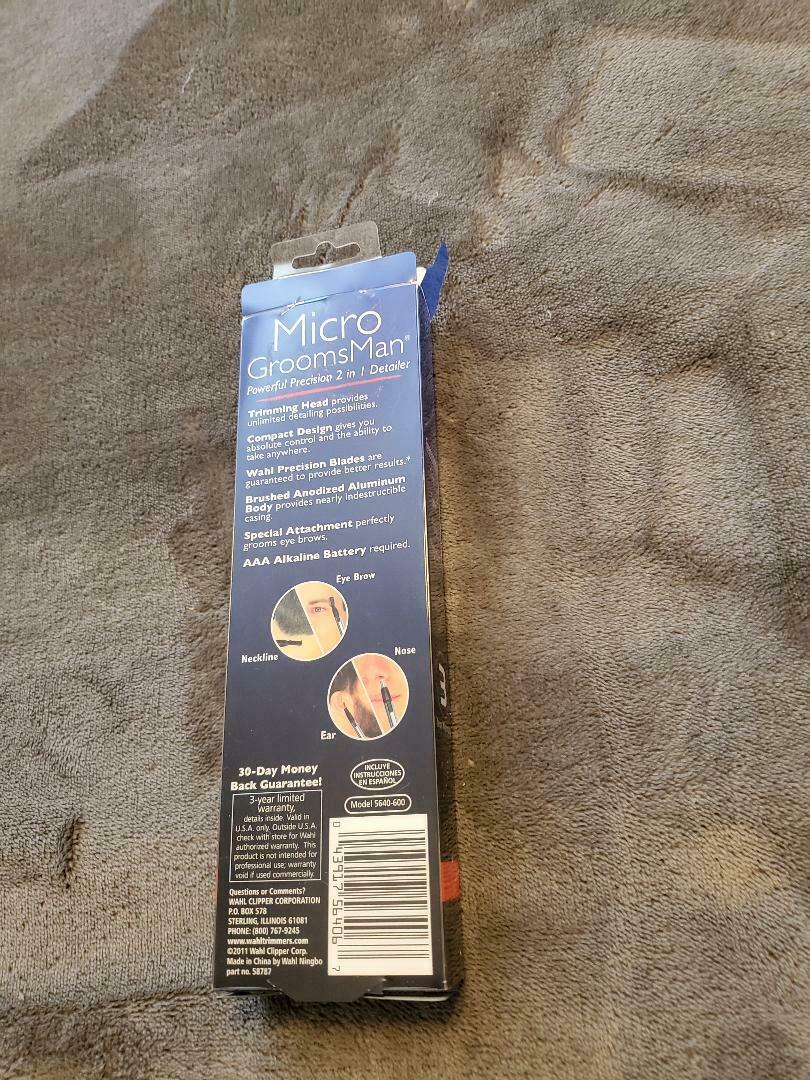 Micro
GroomsMan®
Powerful Precision 2 in 1 Detailer
Trimming Head provides
unlimited detailing possibilities.
Compact Design gives you
absolute control and the ability to
take anywhere.
Wahl Precision Blades are
guaranteed to provide better results.*
Brushed Anodized Aluminum
Body provides nearly indestructible
casing.
Special Attachment perfectly
grooms eye brows.
AAA Alkaline Battery required.
Eye Brow
Neckline
Nose
Ear
30-Day Money
Back Guarantee!
3-year limited
warranty,
details inside. Valid in
U.S.A. only. Outside U.S.A.
check with store for Wahl
authorized warranty. This
product is not intended for
professional use; warranty
void if used commercially.
INCLUYE
INSTRUCCIONES
EN ESPAÑOL
Model 5640-600
Questions or Comments?
WAHL CLIPPER CORPORATION
P.O. BOX 578
STERLING, ILLINOIS 61081
PHONE: (800) 767-9245
www.wahltrimmers.com
©2011 Wahl Clipper Corp.
Made in China by Wahl Ningbo
part no. 58787
0 43917 56406 7